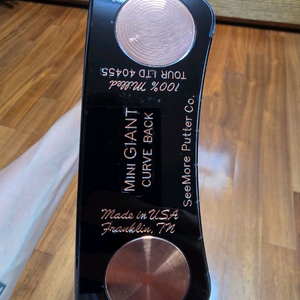 100% Milled
TOUR LTD 40455
MINI GIANT
CURVE BACK
SeeMore Putter Co.
Made in USA
Franklin, TN